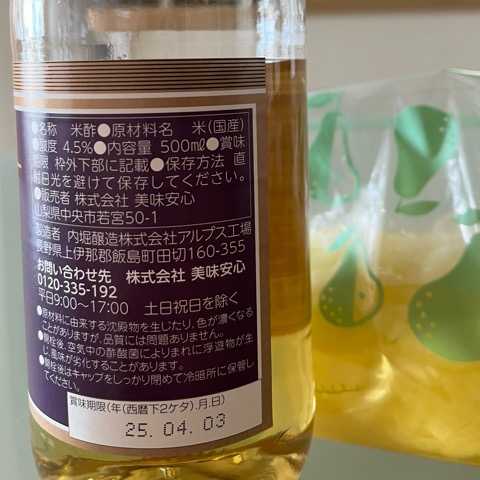 ●名称 米酢●原材料名 米(国産)
●酸度 4.5%●内容量 500mℓ●賞味
期限 枠外下部に記載●保存方法 直
射日光を避けて保存してください。
●販売者 株式会社 美味安心
山梨県中央市若宮50-1
製造者 内堀醸造株式会社アルプス工場
長野県上伊那郡飯島町田切160-355
お問い合わせ先 株式会社 美味安心
0120-335-192
平日9:00~17:00 土日祝日を除く
●原材料に由来する沈殿物を生じたり、色が濃くなる
ことがありますが、品質には問題ありません。
●開栓後、空気中の酢酸菌によりまれに浮遊物が生
じ、風味が劣化することがあります。
●開栓後はキャップをしっかり閉めて冷暗所に保管し
てください。
賞味期限(年(西暦下2ケタ).月.日)
25.04.03